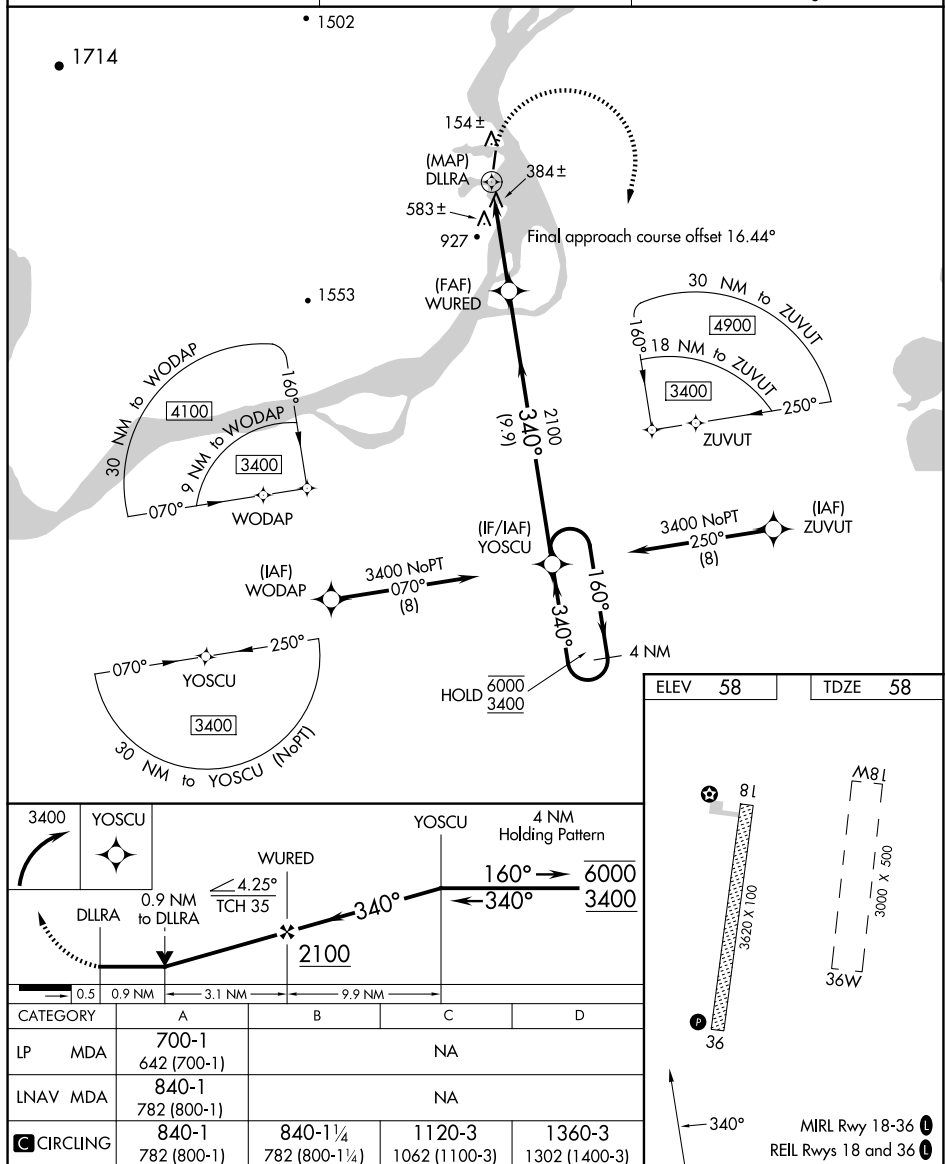 1502
1714
154±
(MAP)
DLLRA
384±
583±
927
Final approach course offset 16.44°
(FAF)
WURED
1553
30 NM to ZUVUT
4900
160°
18 NM to ZUVUT
3400
250°
ZUVUT
30 NM to WODAP
4100
160°
9 NM to WODAP
3400
070°
WODAP
2100
340°
(9.9)
(IF/IAF)
YOSCU
3400 NoPT
250°
(8)
(IAF)
ZUVUT
(IAF)
WODAP
3400 NoPT
070°
(8)
160°
340°
4 NM
HOLD 6000
3400
070°
250°
YOSCU
3400
30 NM to YOSCU (NoPT)
ELEV 58
TDZE 58
18
18W
3620 X 100
3000 X 500
36W
P
36
340°
MIRL Rwy 18-36 L
REIL Rwys 18 and 36 L
3400
YOSCU
YOSCU
4 NM
Holding Pattern
WURED
160°
6000
4.25°
TCH 35
340°
340°
3400
DLLRA
0.9 NM
to DLLRA
2100
0.5 0.9 NM 3.1 NM 9.9 NM
CATEGORY A B C D
LP MDA 700-1 NA
642 (700-1)
LNAV MDA 840-1 NA
782 (800-1)
C CIRCLING 840-1 840-1¼ 1120-3 1360-3
782 (800-1) 782 (800-1¼) 1062 (1100-3) 1302 (1400-3)